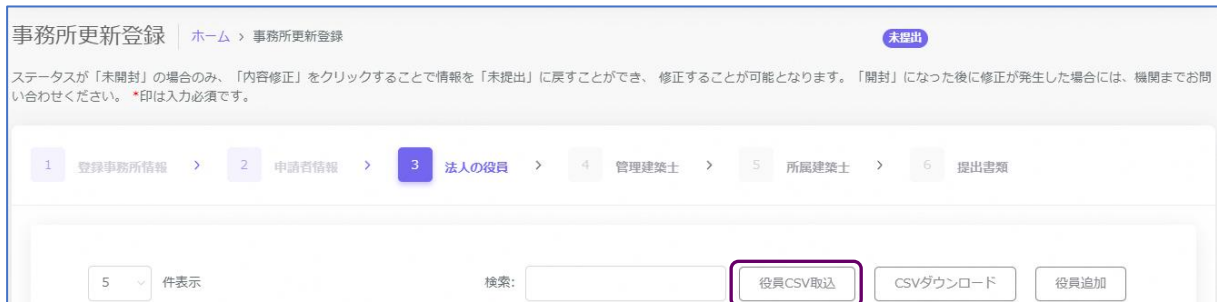 事務所更新登録 ホーム > 事務所更新登録 未提出
ステータスが「未開封」の場合のみ、「内容修正」をクリックすることで情報を「未提出」に戻すことができ、 修正することが可能となります。「開封」になった後に修正が発生した場合には、機関までお問
い合わせください。 *印は入力必須です。
1 登録事務所情報 > 2 申請者情報 > 3 法人の役員 > 4 管理建築士 > 5 所属建築士 > 6 提出書類
5 件表示 検索: 役員CSV取込 CSVダウンロード 役員追加